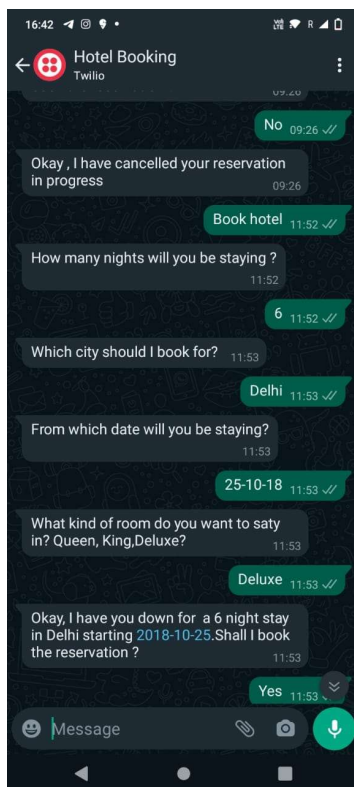 16:42
Vo)) LTE R
Hotel Booking
Twilio
09:26
No 09:26
Okay , I have cancelled your reservation
in progress
09:26
Book hotel 11:52
How many nights will you be staying ?
11:52
6 11:52
Which city should I book for? 11:53
Delhi 11:53
From which date will you be staying?
11:53
25-10-18 11:53
What kind of room do you want to saty
in? Queen, King,Deluxe?
11:53
Deluxe 11:53
Okay, I have you down for a 6 night stay
in Delhi starting 2018-10-25.Shall I book
the reservation ?
11:53
Yes 11:53
Message